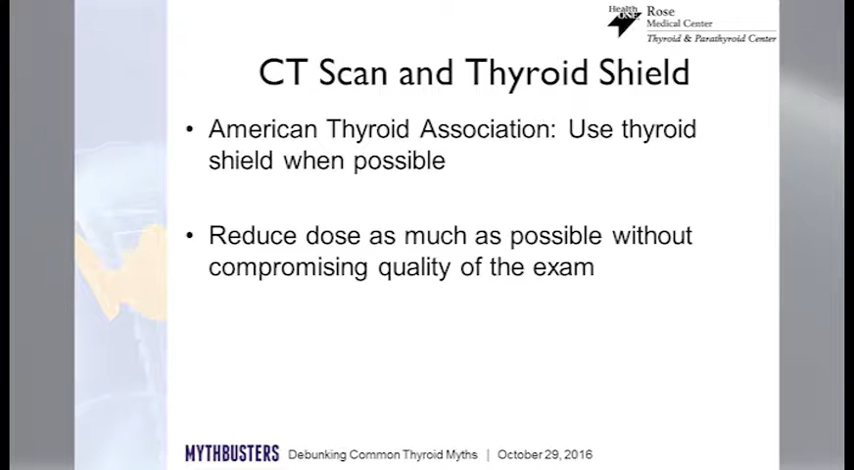 Health ONE
Rose
Medical Center
Thyroid & Parathyroid Center
CT Scan and Thyroid Shield
• American Thyroid Association: Use thyroid
shield when possible
• Reduce dose as much as possible without
compromising quality of the exam
MYTHBUSTERS Debunking Common Thyroid Myths | October 29, 2016